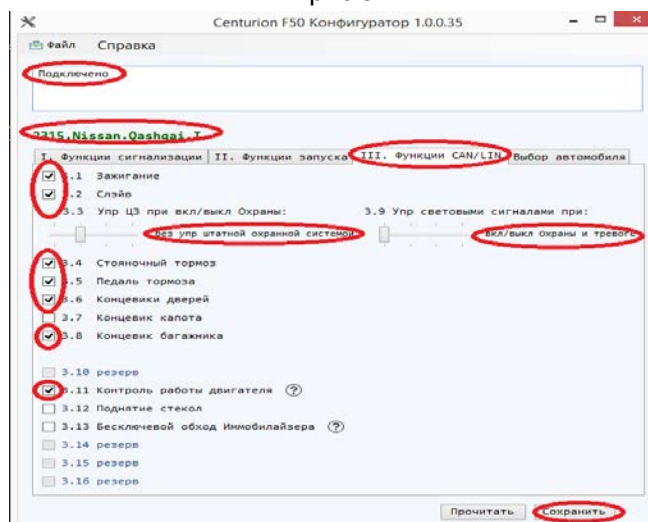 Centurion F50 Конфигуратор 1.0.0.35
Файл Справка
Подключено
2315.Nissan.Qashqai.I
I. Функции сигнализации II. Функции запуска III. Функции CAN/LIN Выбор автомобиля
3.1 Зажигание
3.2 Слэйв
3.3 Упр ЦЗ при вкл/выкл Охраны: 3.9 Упр световыми сигналами при:
Без упр штатной охранной системой вкл/выкл Охраны и тревоге
3.4 Стояночный тормоз
3.5 Педаль тормоза
3.6 Концевики дверей
3.7 Концевик капота
3.8 Концевик багажника
3.10 резерв
3.11 Контроль работы двигателя ?
3.12 Поднятие стекол
3.13 Бесключевой обход Иммобилайзера ?
3.14 резерв
3.15 резерв
3.16 резерв
Прочитать Сохранить